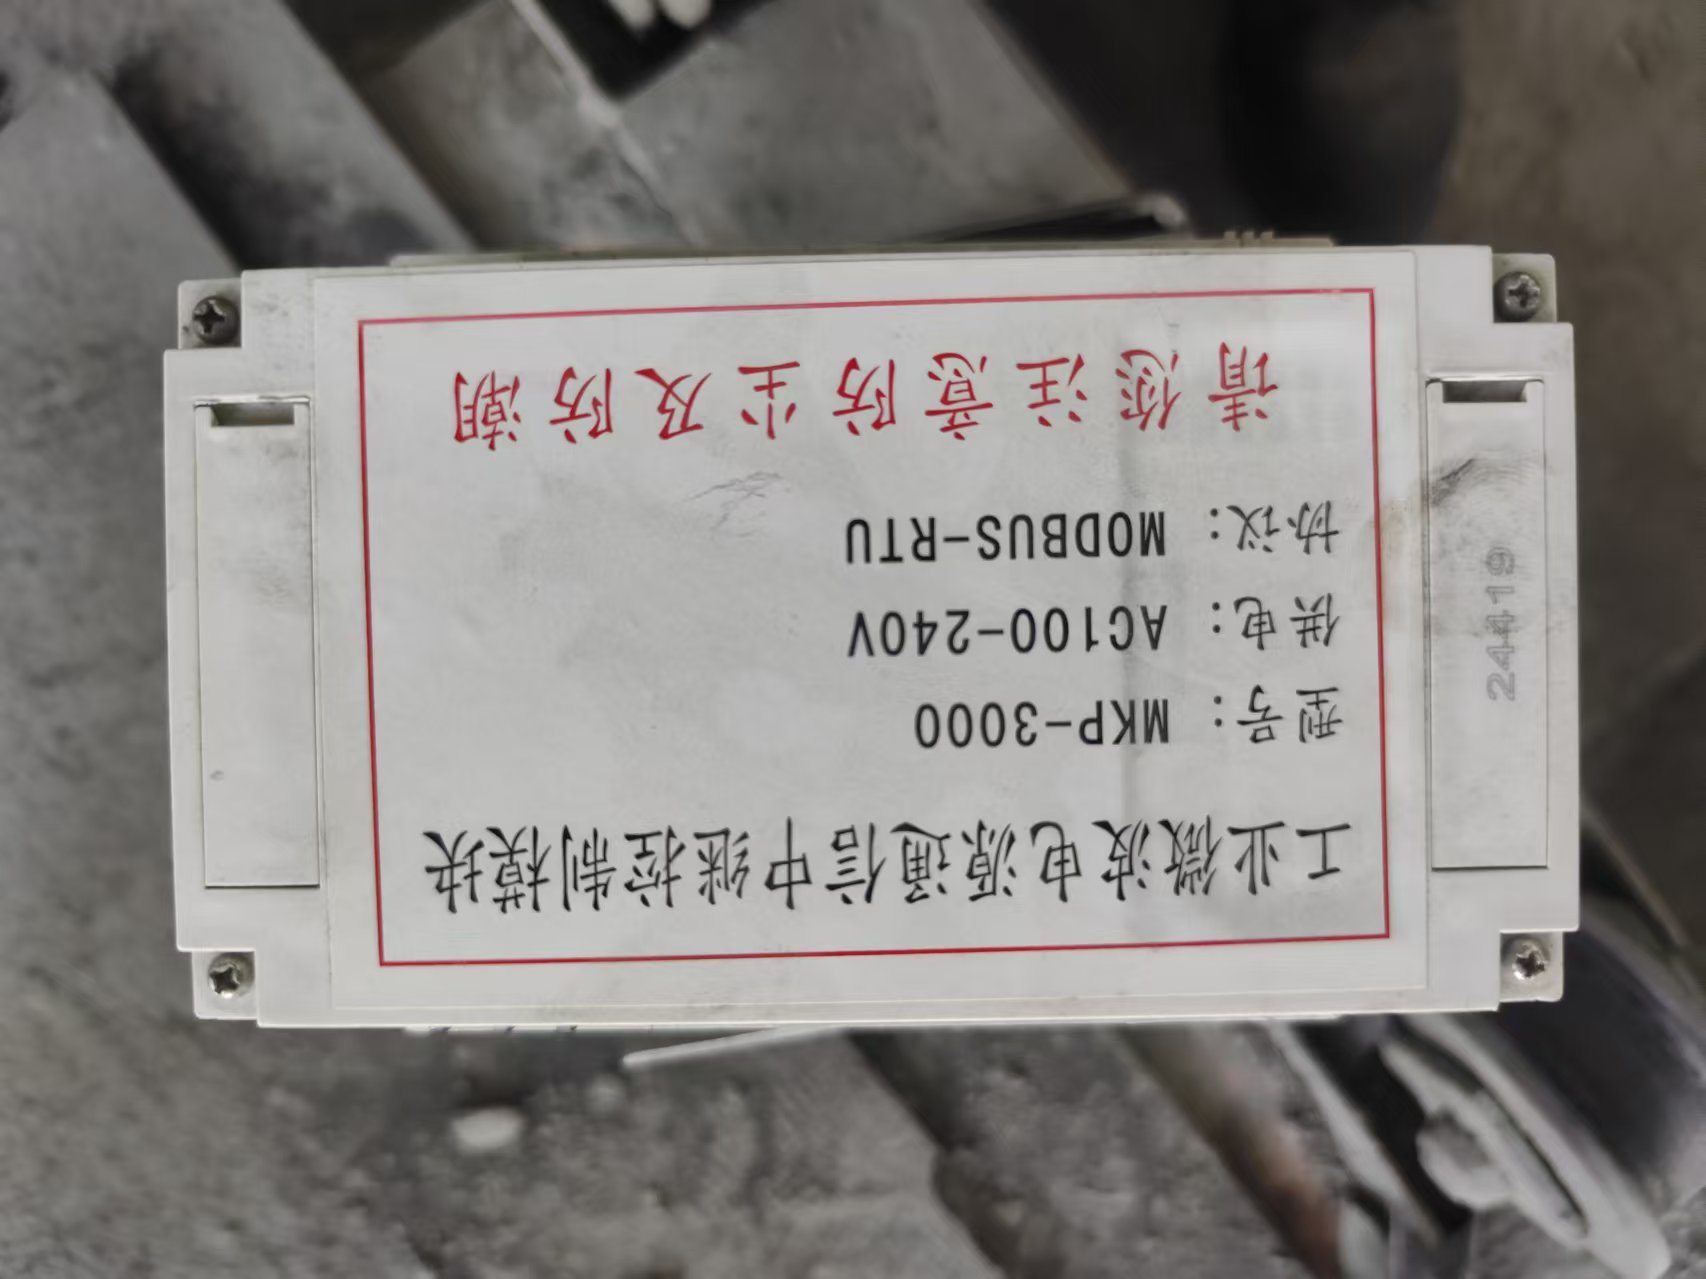 工业微波电源通信中继控制模块
型号: MKP-3000
供电: AC100-240V
协议: MODBUS-RTU
请您注意防尘及防潮
24419